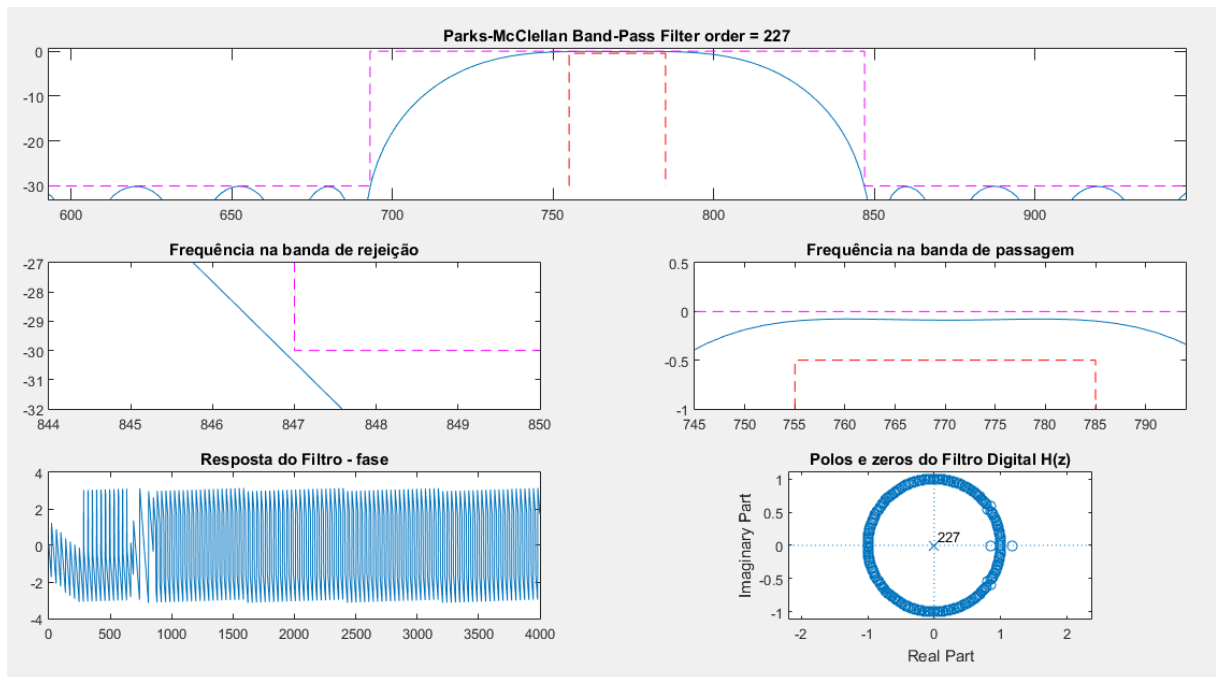 Parks-McClellan Band-Pass Filter order = 227
0
-10
-20
-30
600 650 700 750 800 850 900
Frequência na banda de rejeição
-27
-28
-29
-30
-31
-32
844 845 846 847 848 849 850
Frequência na banda de passagem
0.5
0
-0.5
-1
745 750 755 760 765 770 775 780 785 790
Resposta do Filtro - fase
4
2
0
-2
-4
0 500 1000 1500 2000 2500 3000 3500 4000
Polos e zeros do Filtro Digital H(z)
Imaginary Part
1
0.5
0
-0.5
-1
227
-2 -1 0 1 2
Real Part